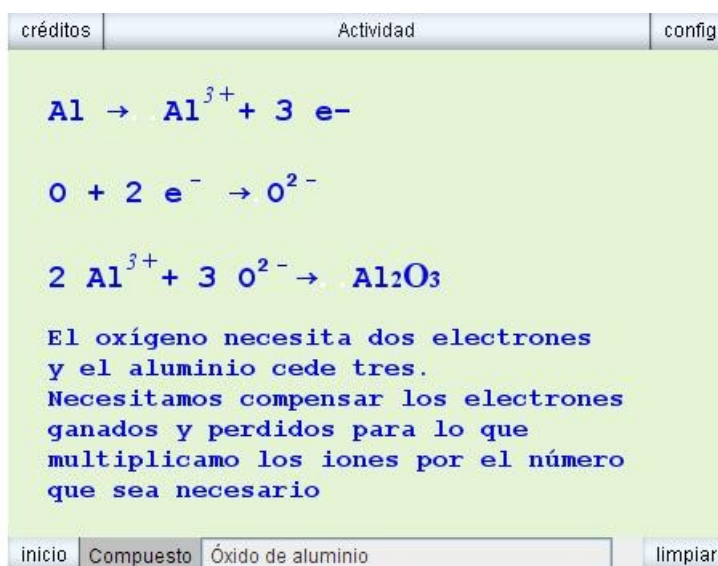 créditos Actividad config
Al → Al³⁺ + 3 e-
O + 2 e⁻ → O²⁻
2 Al³⁺ + 3 O²⁻ → Al₂O₃
El oxígeno necesita dos electrones
y el aluminio cede tres.
Necesitamos compensar los electrones
ganados y perdidos para lo que
multiplicamo los iones por el número
que sea necesario
inicio Compuesto Óxido de aluminio limpiar